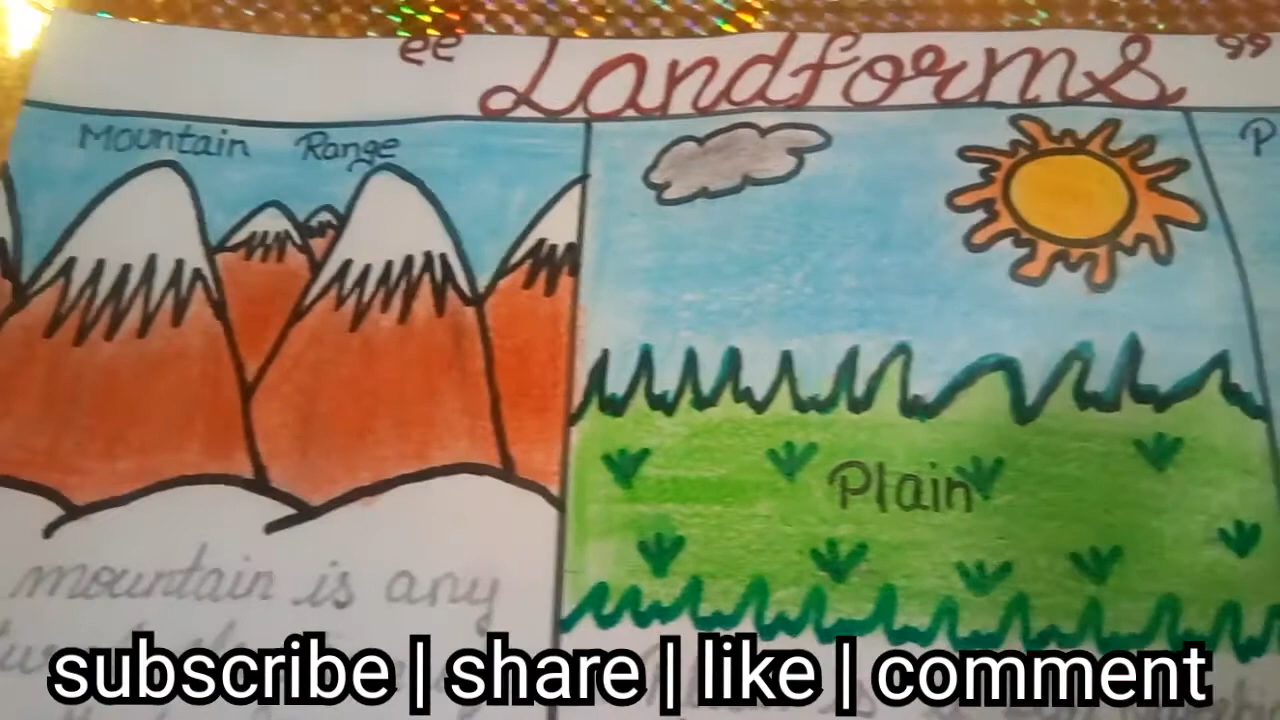 “ Landforms ”
Mountain Range
P
Plain
mountain is any
subscribe | share | like | comment